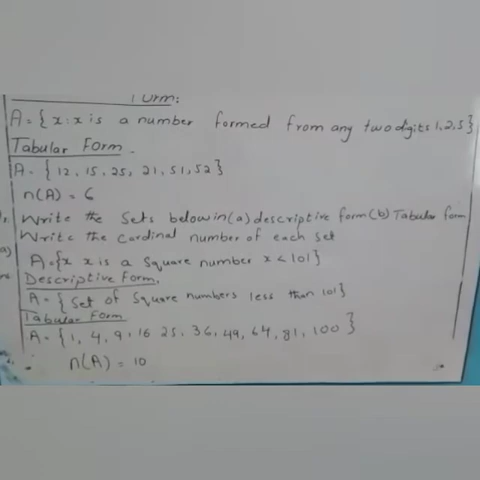 Form:
A = { x : x is a number formed from any two digits 1,2,5}
Tabular Form.
A = { 12, 15, 25, 21, 51, 52 }
n(A) = 6
Write the Sets below in (a) descriptive form (b) Tabular form
Write the cardinal number of each set
a) A={x x is a square number x < 101}
Descriptive Form.
A = { Set of Square numbers less than 101}
Tabular Form
A = { 1, 4, 9, 16 25, 36, 49, 64, 81, 100 }
n(A) = 10